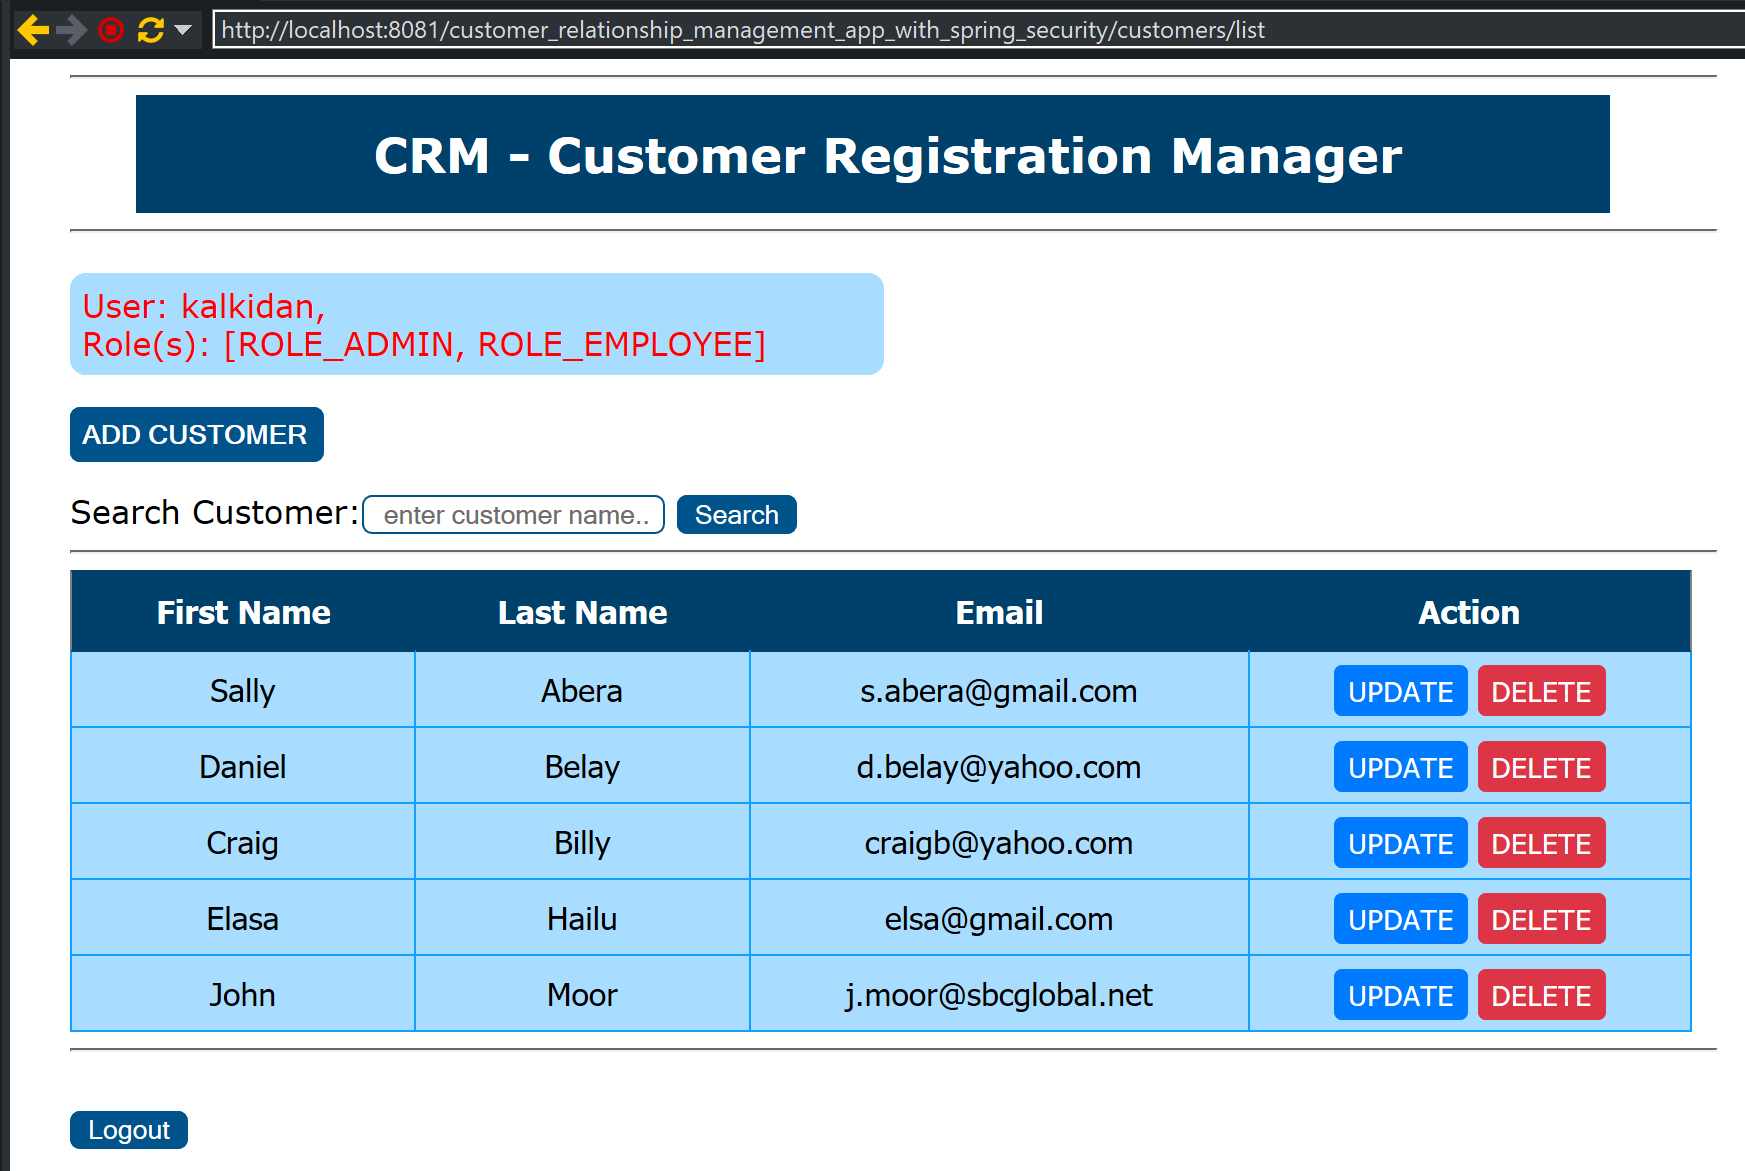 http://localhost:8081/customer_relationship_management_app_with_spring_security/customers/list
CRM - Customer Registration Manager
User: kalkidan,
Role(s): [ROLE_ADMIN, ROLE_EMPLOYEE]
ADD CUSTOMER
Search Customer: enter customer name.. Search
First Name Last Name Email Action
Sally Abera s.abera@gmail.com UPDATE DELETE
Daniel Belay d.belay@yahoo.com UPDATE DELETE
Craig Billy craigb@yahoo.com UPDATE DELETE
Elasa Hailu elsa@gmail.com UPDATE DELETE
John Moor j.moor@sbcglobal.net UPDATE DELETE
Logout